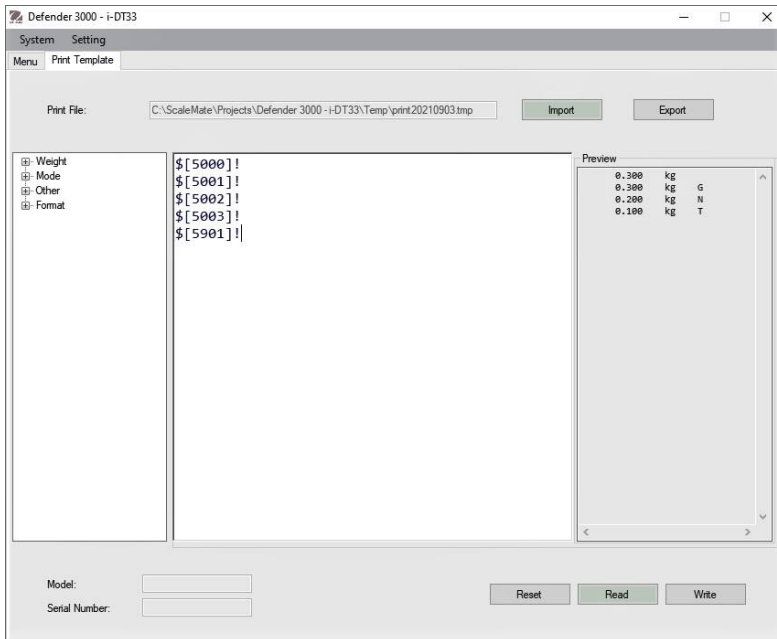 Defender 3000 - i-DT33
System Setting
Menu Print Template
Print File: C:\ScaleMate\Projects\Defender 3000 - i-DT33\Temp\print20210903.tmp Import Export
Weight
Mode
Other
Format
$[5000]!
$[5001]!
$[5002]!
$[5003]!
$[5901]!
Preview
0.300 kg
0.300 kg G
0.200 kg N
0.100 kg T
Model:
Serial Number:
Reset Read Write